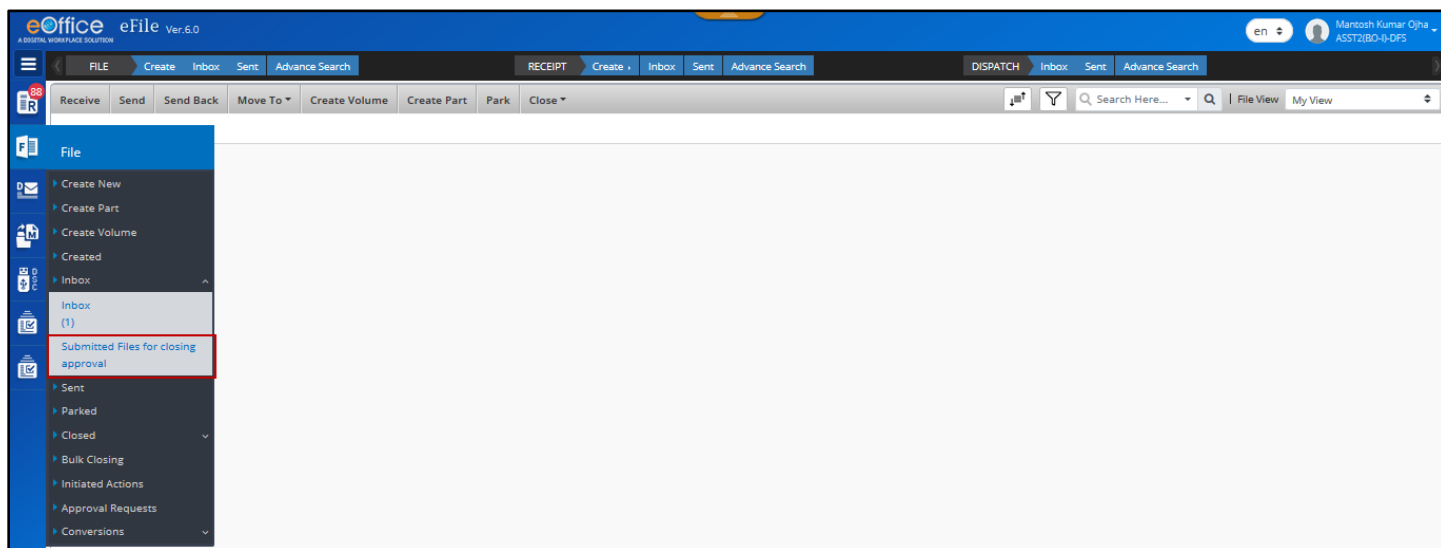 eOffice eFile Ver.6.0
A DIGITAL WORKPLACE SOLUTION
en
Mantosh Kumar Ojha
ASST2(BO-I)-DFS
FILE Create Inbox Sent Advance Search RECEIPT Create Inbox Sent Advance Search DISPATCH Inbox Sent Advance Search
88
R
Receive Send Send Back Move To Create Volume Create Part Park Close Search Here... | File View My View
F
File
D
Create New
Create Part
M
Create Volume
Created
DSC
Inbox
Inbox
(1)
Submitted Files for closing
approval
Sent
Parked
Closed
Bulk Closing
Initiated Actions
Approval Requests
Conversions